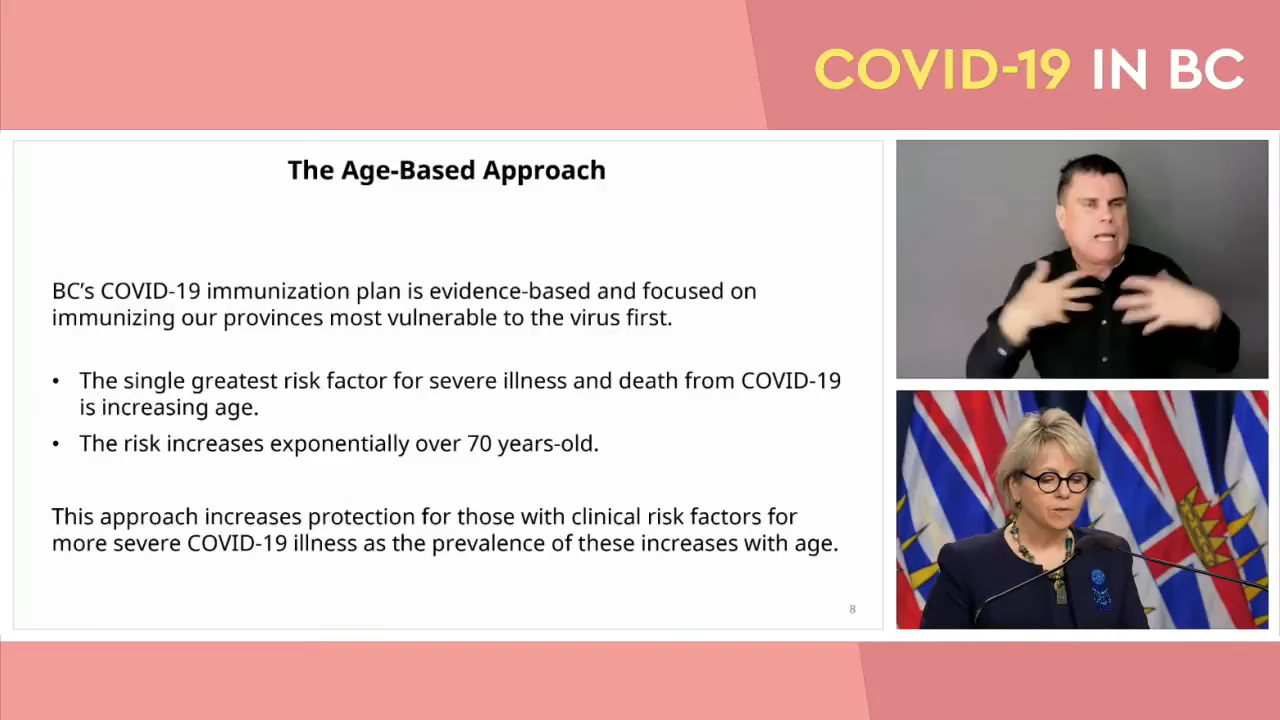 COVID-19 IN BC
The Age-Based Approach
BC’s COVID-19 immunization plan is evidence-based and focused on
immunizing our provinces most vulnerable to the virus first.
• The single greatest risk factor for severe illness and death from COVID-19
is increasing age.
• The risk increases exponentially over 70 years-old.
This approach increases protection for those with clinical risk factors for
more severe COVID-19 illness as the prevalence of these increases with age.
8